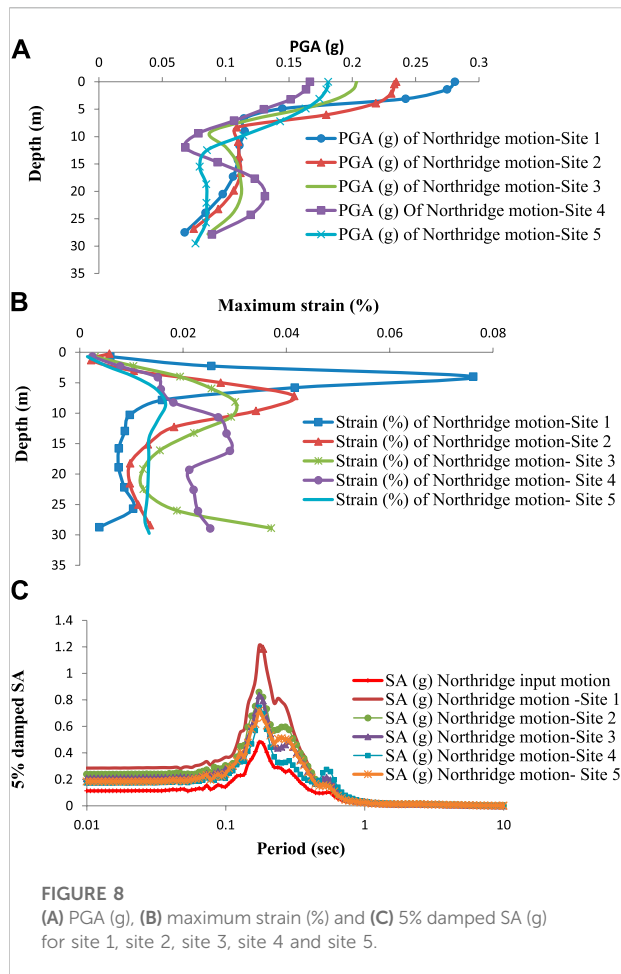 A
PGA (g)
0 0.05 0.1 0.15 0.2 0.25 0.3
Depth (m)
0
5
10
15
20
25
30
35
PGA (g) of Northridge motion-Site 1
PGA (g) of Northridge motion-Site 2
PGA (g) of Northridge motion-Site 3
PGA (g) Of Northridge motion-Site 4
PGA (g) of Northridge motion-Site 5
B
Maximum strain (%)
0 0.02 0.04 0.06 0.08
Depth (m)
0
5
10
15
20
25
30
35
Strain (%) of Northridge motion-Site 1
Strain (%) of Northridge motion-Site 2
Strain (%) of Northridge motion- Site 3
Strain (%) of Northridge motion- Site 4
Strain (%) of Northridge motion- Site 5
C
5% damped SA
1.4
1.2
1
0.8
0.6
0.4
0.2
0
SA (g) Northridge input motion
SA (g) Northridge motion -Site 1
SA (g) Northridge motion-Site 2
SA (g) Northridge motion-Site 3
SA (g) Northridge motion-Site 4
SA (g) Northridge motion- Site 5
0.01 0.1 1 10
Period (sec)
FIGURE 8
(A) PGA (g), (B) maximum strain (%) and (C) 5% damped SA (g)
for site 1, site 2, site 3, site 4 and site 5.